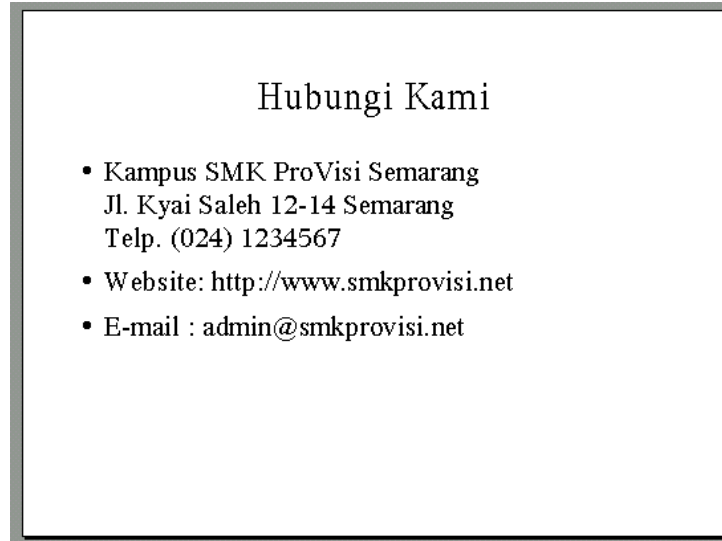 Hubungi Kami
• Kampus SMK ProVisi Semarang
Jl. Kyai Saleh 12-14 Semarang
Telp. (024) 1234567
• Website: http://www.smkprovisi.net
• E-mail : admin@smkprovisi.net